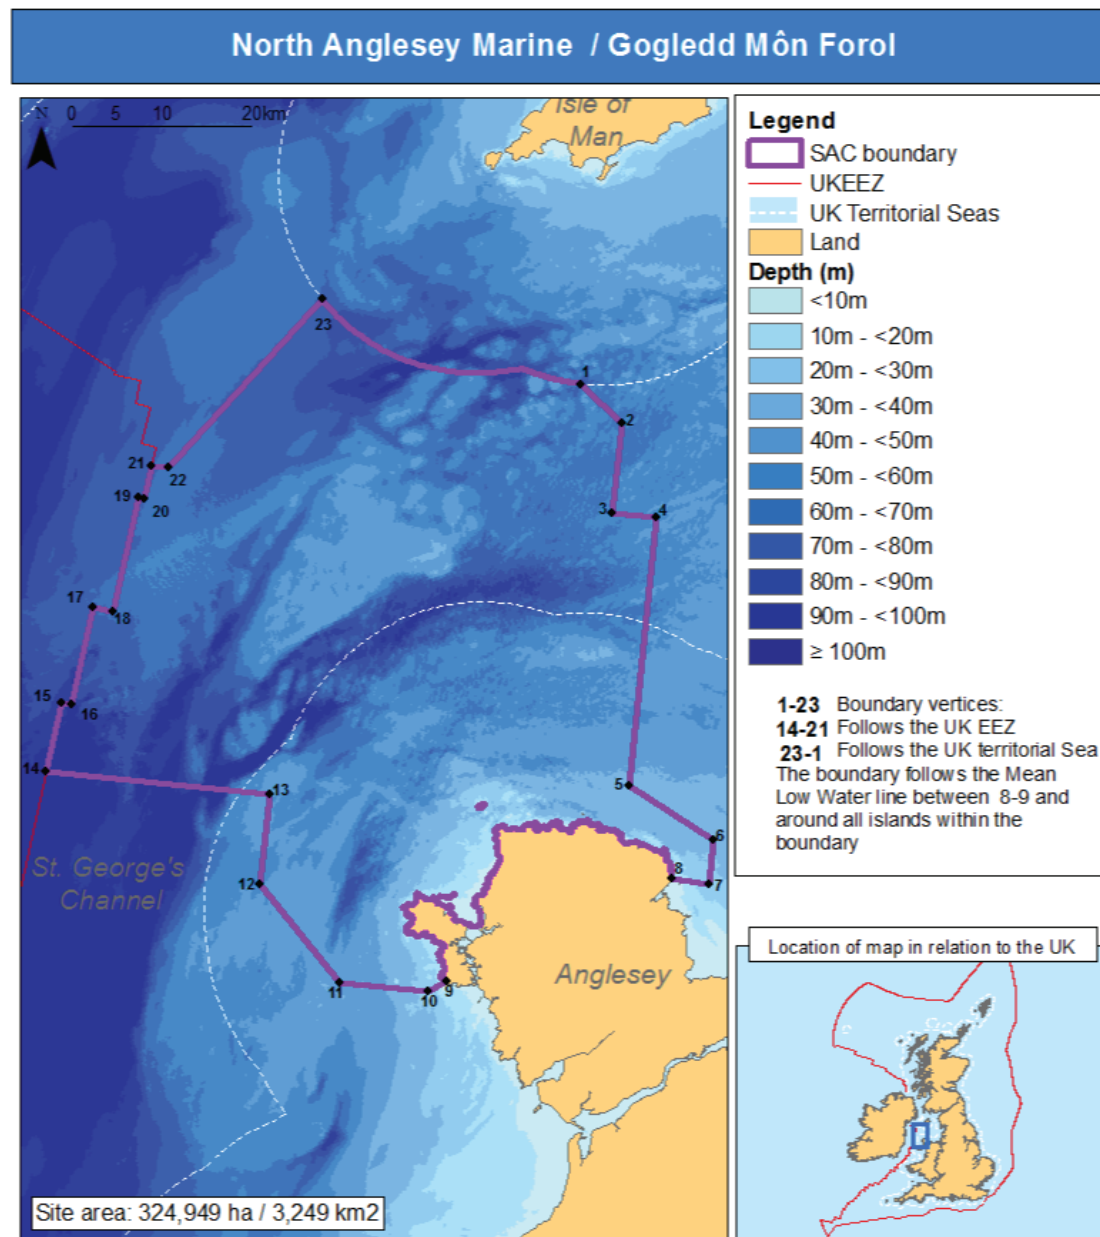 North Anglesey Marine / Gogledd Môn Forol
N 0 5 10 20km
Isle of
Man
23
1
2
21
22
19
20
3
4
17
18
15
16
14
13
5
6
8
7
12
St. George's
Channel
11
10
9
Anglesey
Site area: 324,949 ha / 3,249 km2
Legend
SAC boundary
UKEEZ
UK Territorial Seas
Land
Depth (m)
<10m
10m - <20m
20m - <30m
30m - <40m
40m - <50m
50m - <60m
60m - <70m
70m - <80m
80m - <90m
90m - <100m
≥ 100m
1-23 Boundary vertices:
14-21 Follows the UK EEZ
23-1 Follows the UK territorial Sea
The boundary follows the Mean
Low Water line between 8-9 and
around all islands within the
boundary
Location of map in relation to the UK